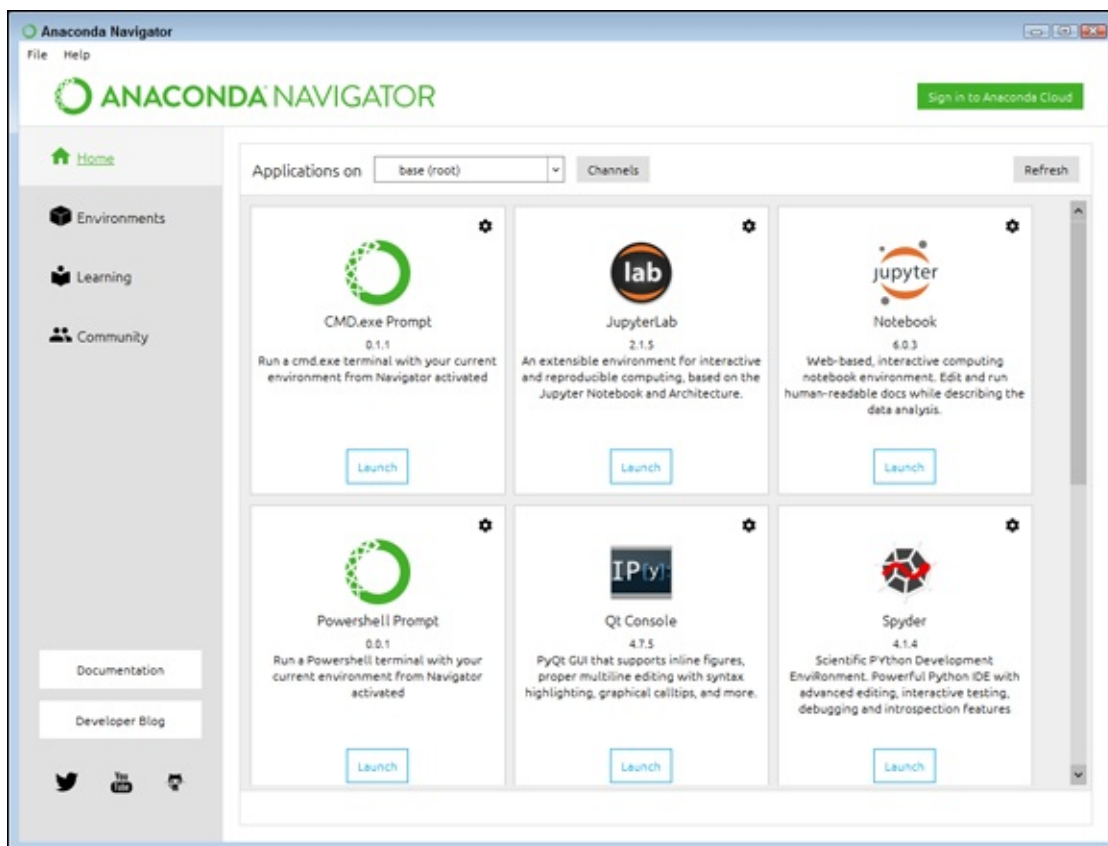 Anaconda Navigator
File Help
ANACONDA NAVIGATOR
Sign in to Anaconda Cloud
Home
Environments
Learning
Community
Documentation
Developer Blog
You Tube
Applications on base (root) Channels Refresh
CMD.exe Prompt
0.1.1
Run a cmd.exe terminal with your current
environment from Navigator activated
Launch
lab
JupyterLab
2.1.5
An extensible environment for interactive
and reproducible computing, based on the
Jupyter Notebook and Architecture.
Launch
jupyter
Notebook
6.0.3
Web-based, interactive computing
notebook environment. Edit and run
human-readable docs while describing the
data analysis.
Launch
Powershell Prompt
0.0.1
Run a Powershell terminal with your
current environment from Navigator
activated
Launch
IP[y]:
Qt Console
4.7.5
PyQt GUI that supports inline figures,
proper multiline editing with syntax
highlighting, graphical calltips, and more.
Launch
Spyder
4.1.4
Scientific PYthon Development
EnviRonment. Powerful Python IDE with
advanced editing, interactive testing,
debugging and introspection features
Launch